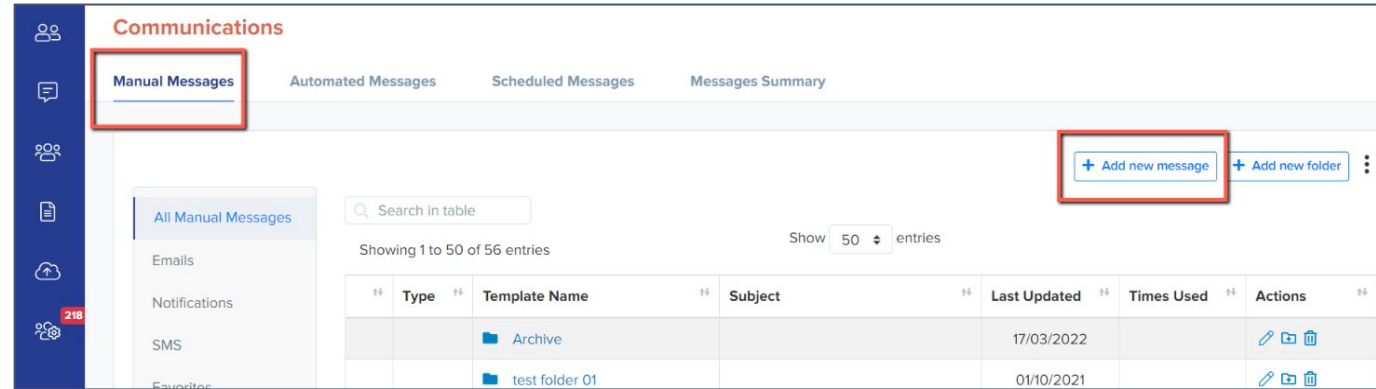 Communications
Manual Messages Automated Messages Scheduled Messages Messages Summary
+ Add new message + Add new folder
All Manual Messages
Emails
Notifications
218
SMS
Favorites
Search in table
Showing 1 to 50 of 56 entries
Show 50 entries
Type Template Name Subject Last Updated Times Used Actions
Archive 17/03/2022
test folder 01 01/10/2021